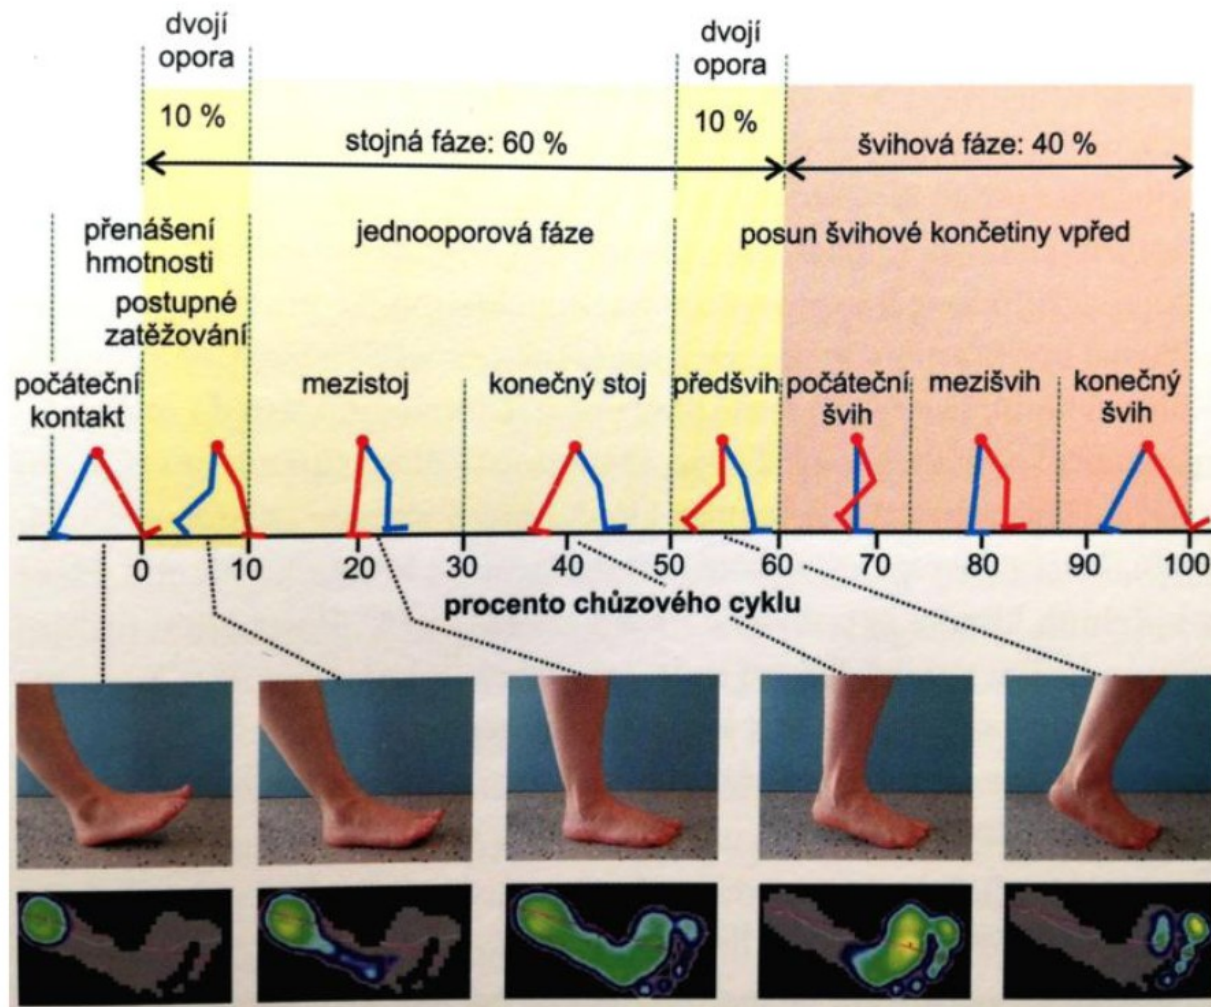 dvojí
opora
10 %
dvojí
opora
10 %
stojná fáze: 60 %
švihová fáze: 40 %
přenášení
hmotnosti
jednooporová fáze
posun švihové končetiny vpřed
postupné
zatěžování
počáteční
kontakt
mezistoj
konečný stoj
předšvih
počáteční
švih
mezišvih
konečný
švih
0 10 20 30 40 50 60 70 80 90 100
procento chůzového cyklu